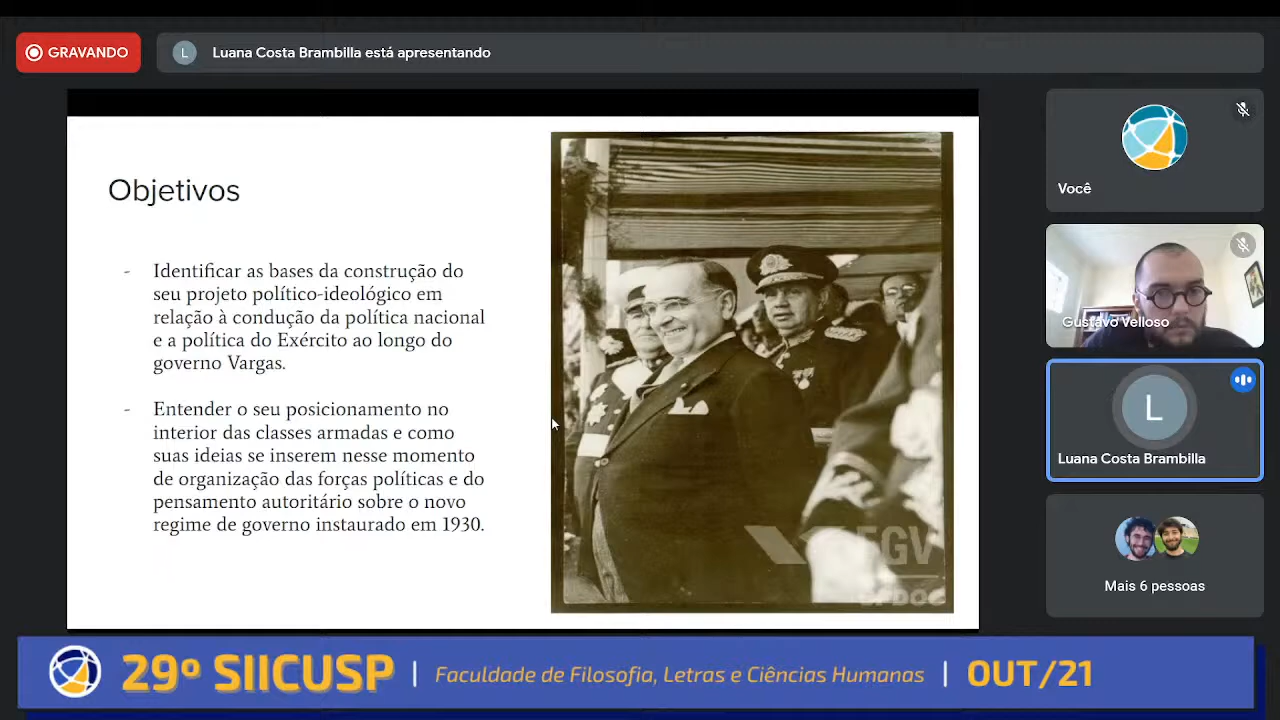 GRAVANDO
L
Luana Costa Brambilla está apresentando
Objetivos
- Identificar as bases da construção do
seu projeto político-ideológico em
relação à condução da política nacional
e a política do Exército ao longo do
governo Vargas.
- Entender o seu posicionamento no
interior das classes armadas e como
suas ideias se inserem nesse momento
de organização das forças políticas e do
pensamento autoritário sobre o novo
regime de governo instaurado em 1930.
FGV
CPDOC
Você
Gustavo Velloso
L
Luana Costa Brambilla
Mais 6 pessoas
29º SIICUSP | Faculdade de Filosofia, Letras e Ciências Humanas | OUT/21